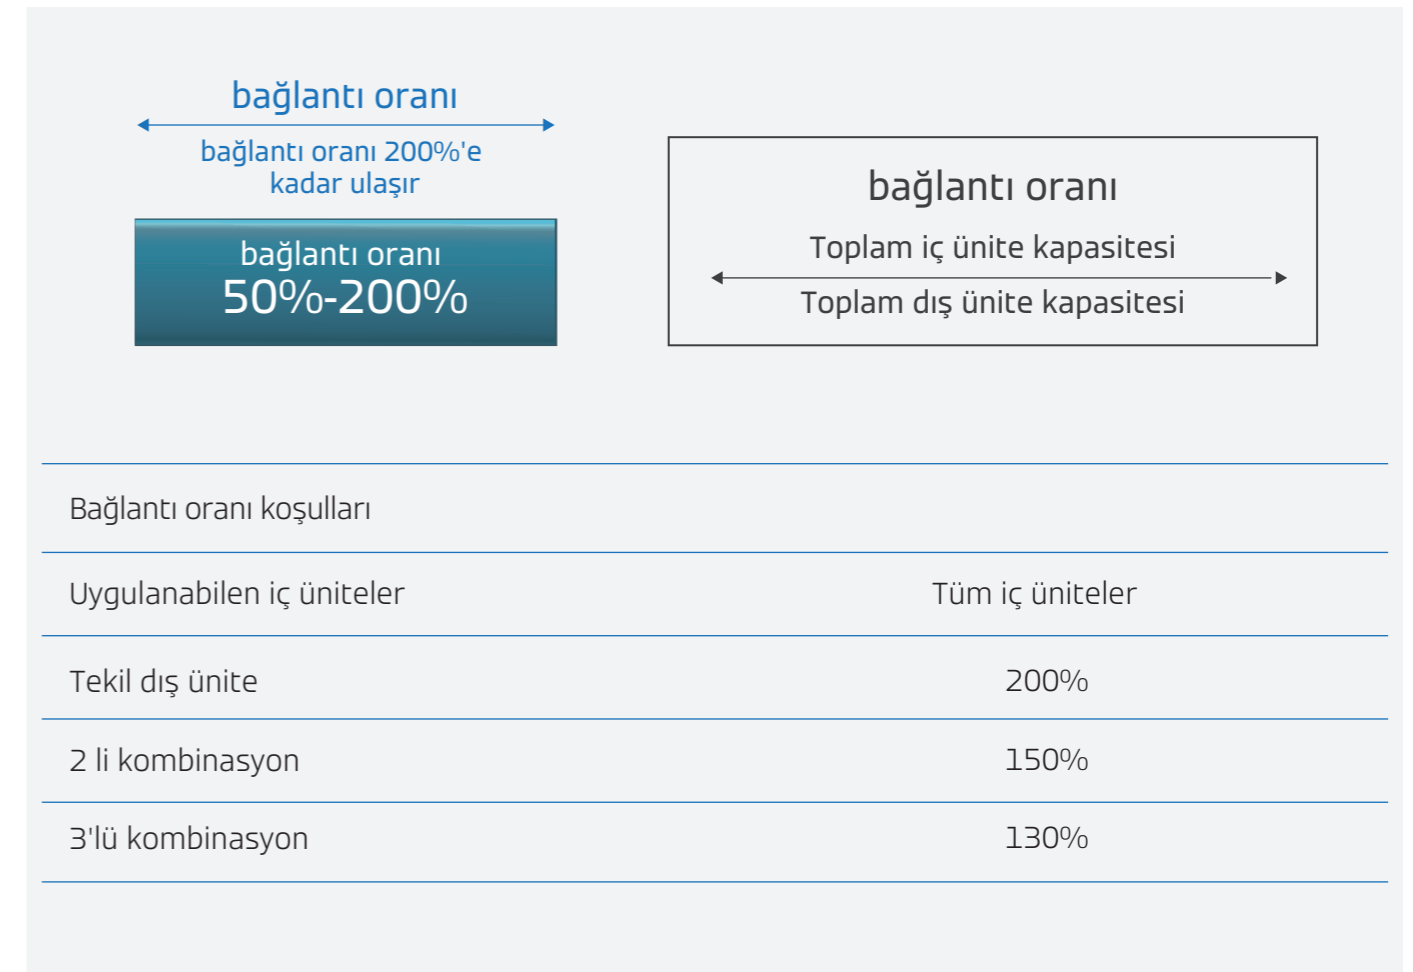 bağlantı oranı
bağlantı oranı 200%'e
kadar ulaşır
bağlantı oranı
50%-200%
bağlantı oranı
Toplam iç ünite kapasitesi
Toplam dış ünite kapasitesi
Bağlantı oranı koşulları
Uygulanabilen iç üniteler Tüm iç üniteler
Tekil dış ünite 200%
2 li kombinasyon 150%
3'lü kombinasyon 130%